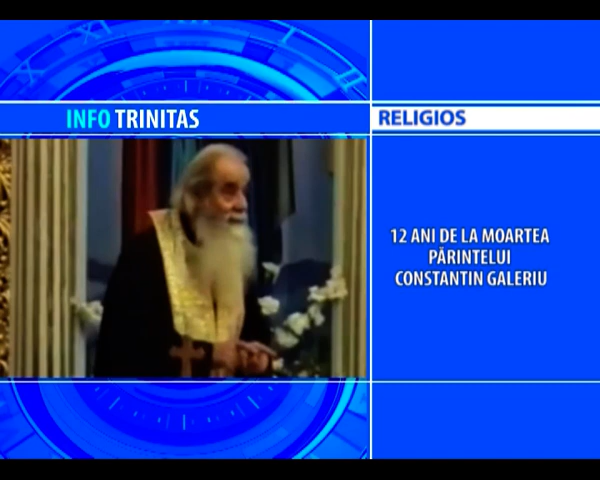 INFO TRINITAS
RELIGIOS
12 ANI DE LA MOARTEA
PĂRINTELUI
CONSTANTIN GALERIU